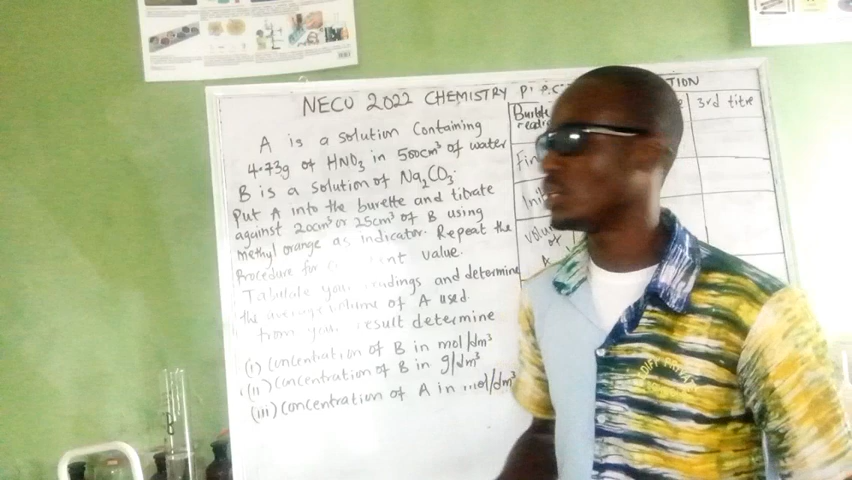 NECO 2022 CHEMISTRY
A is a solution containing
4.73g of HNO3 in 500cm³ of water
B is a solution of Na2CO3.
Put A into the burette and titrate
against 20cm³ or 25cm³ of B using
methyl orange as indicator. Repeat the
Procedure for
value.
Tabulate your readings and determine
the average volume of A used.
from your result determine
(i) Concentration of B in mol/dm³
(ii) Concentration of B in g/dm³
(iii) Concentration of A in mol/dm³
3rd titre
of
A